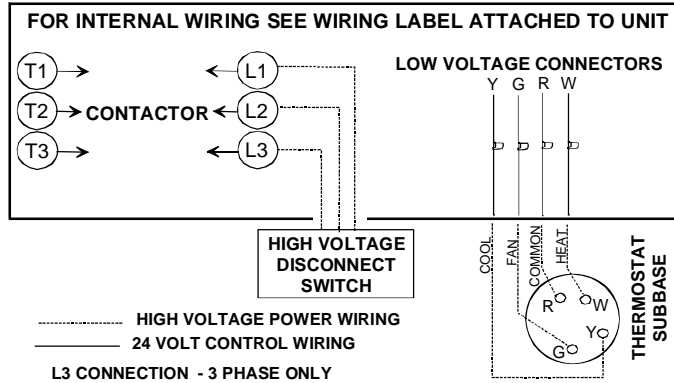 FOR INTERNAL WIRING SEE WIRING LABEL ATTACHED TO UNIT
T1
L1
LOW VOLTAGE CONNECTORS
Y G R W
T2
CONTACTOR
L2
T3
L3
HIGH VOLTAGE
DISCONNECT
SWITCH
COOL
FAN
COMMON
HEAT
R
W
Y
G
THERMOSTAT
SUBBASE
HIGH VOLTAGE POWER WIRING
24 VOLT CONTROL WIRING
L3 CONNECTION - 3 PHASE ONLY